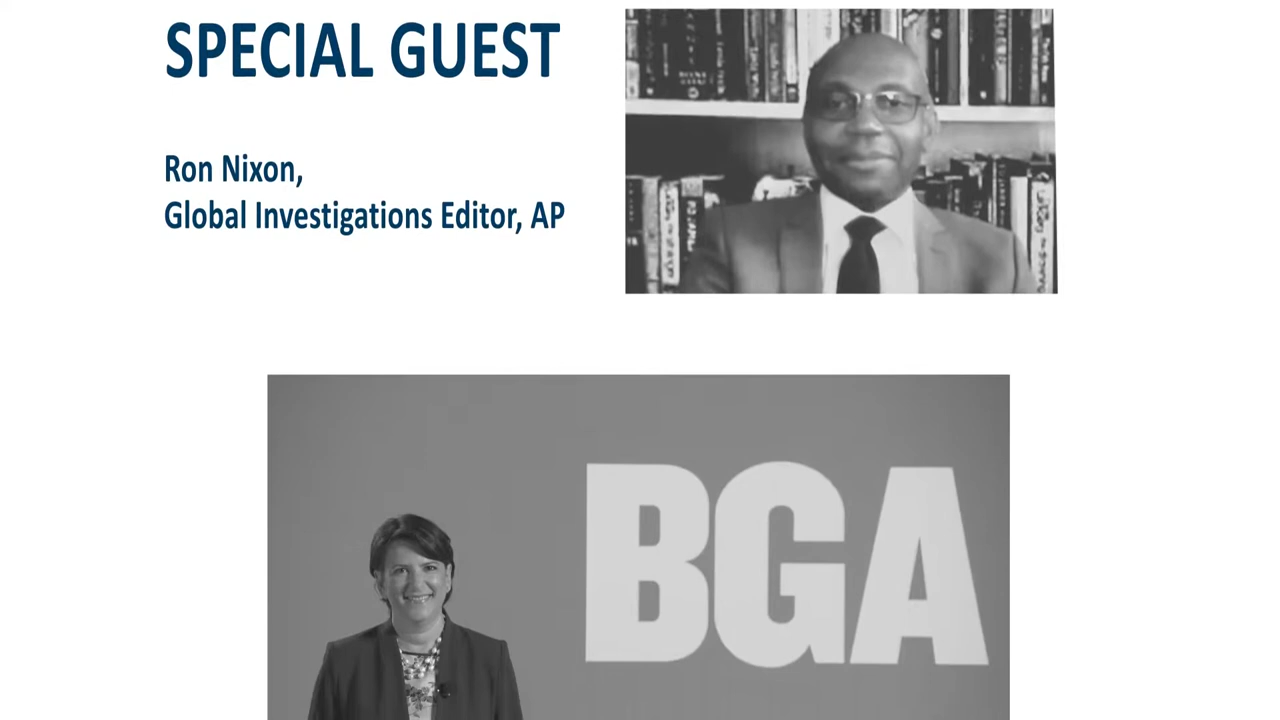 SPECIAL GUEST
Ron Nixon,
Global Investigations Editor, AP
BGA